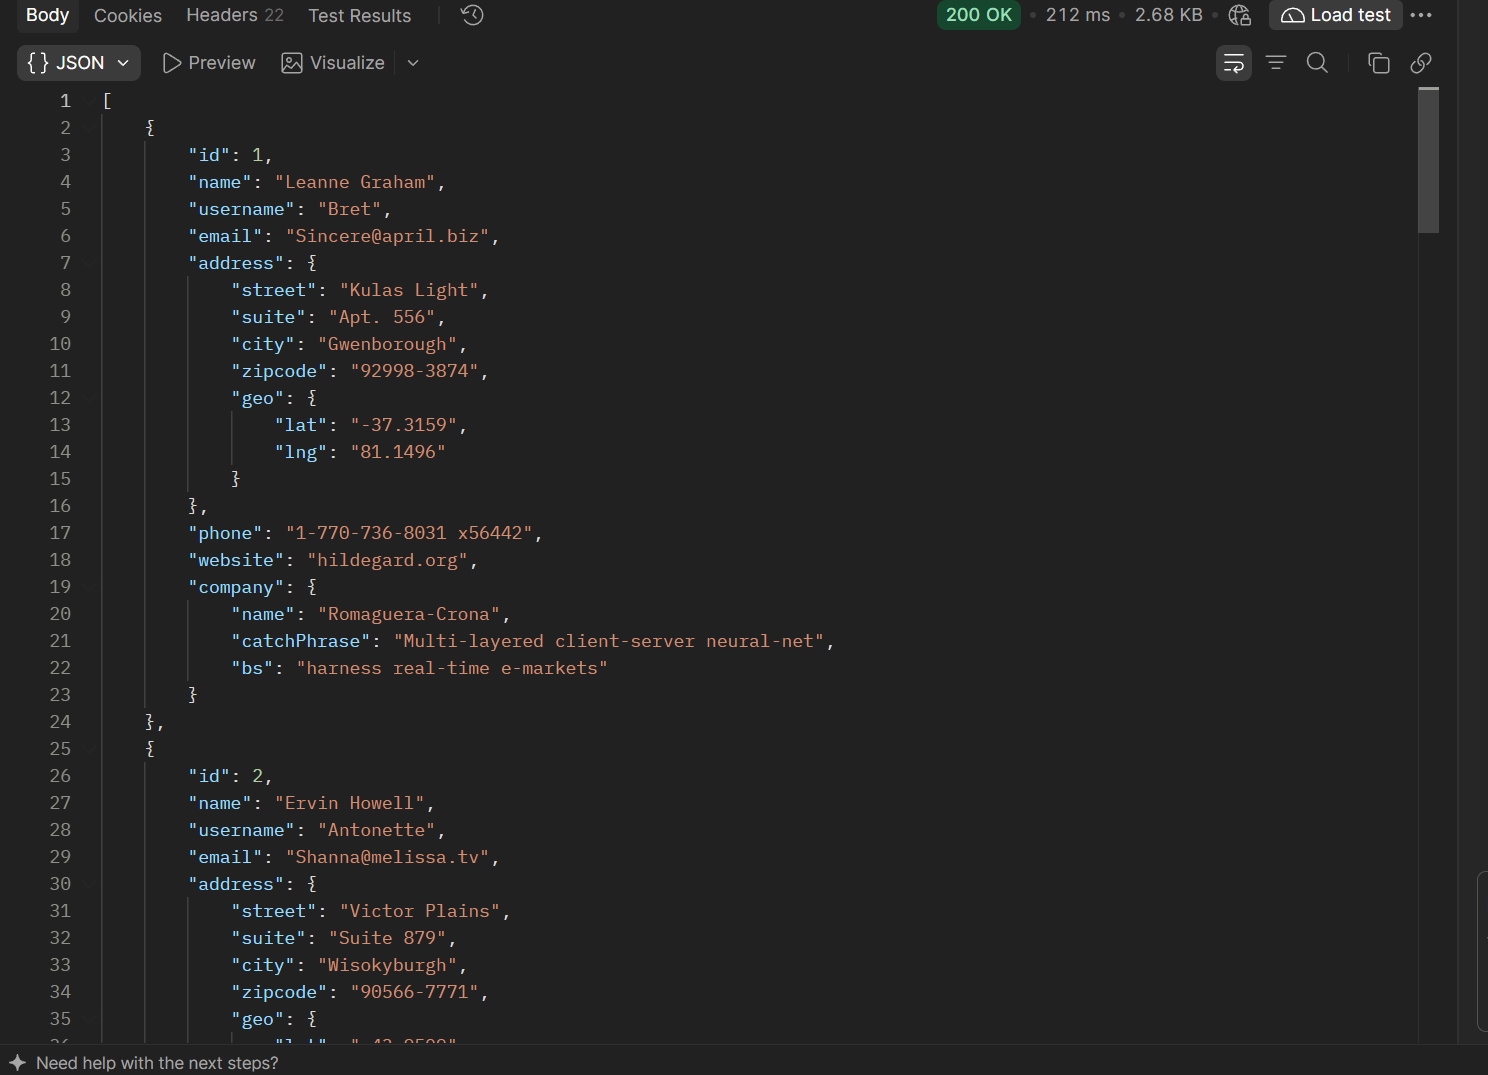 Body Cookies Headers 22 Test Results 200 OK • 212 ms • 2.68 KB • Load test
{} JSON Preview Visualize
1 [
2 {
3 "id": 1,
4 "name": "Leanne Graham",
5 "username": "Bret",
6 "email": "Sincere@april.biz",
7 "address": {
8 "street": "Kulas Light",
9 "suite": "Apt. 556",
10 "city": "Gwenborough",
11 "zipcode": "92998-3874",
12 "geo": {
13 "lat": "-37.3159",
14 "lng": "81.1496"
15 }
16 },
17 "phone": "1-770-736-8031 x56442",
18 "website": "hildegard.org",
19 "company": {
20 "name": "Romaguera-Crona",
21 "catchPhrase": "Multi-layered client-server neural-net",
22 "bs": "harness real-time e-markets"
23 }
24 },
25 {
26 "id": 2,
27 "name": "Ervin Howell",
28 "username": "Antonette",
29 "email": "Shanna@melissa.tv",
30 "address": {
31 "street": "Victor Plains",
32 "suite": "Suite 879",
33 "city": "Wisokyburgh",
34 "zipcode": "90566-7771",
35 "geo": {
Need help with the next steps?